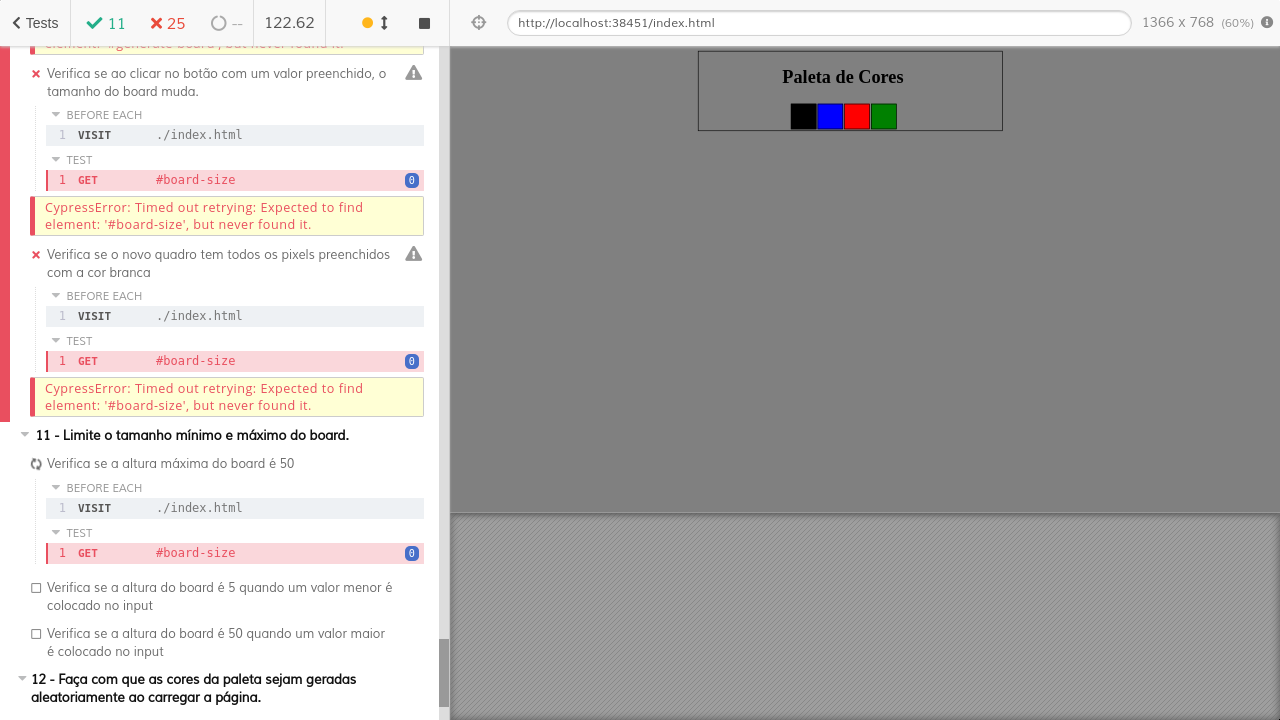 Tests 11 25 -- 122.62 http://localhost:38451/index.html 1366 x 768 (60%)
element: '#generate-board', but never found it.
Verifica se ao clicar no botão com um valor preenchido, o
tamanho do board muda.
BEFORE EACH
1 VISIT ./index.html
TEST
1 GET #board-size 0
CypressError: Timed out retrying: Expected to find
element: '#board-size', but never found it.
Verifica se o novo quadro tem todos os pixels preenchidos
com a cor branca
BEFORE EACH
1 VISIT ./index.html
TEST
1 GET #board-size 0
CypressError: Timed out retrying: Expected to find
element: '#board-size', but never found it.
11 - Limite o tamanho mínimo e máximo do board.
Verifica se a altura máxima do board é 50
BEFORE EACH
1 VISIT ./index.html
TEST
1 GET #board-size 0
Verifica se a altura do board é 5 quando um valor menor é
colocado no input
Verifica se a altura do board é 50 quando um valor maior
é colocado no input
12 - Faça com que as cores da paleta sejam geradas
aleatoriamente ao carregar a página.
Paleta de Cores